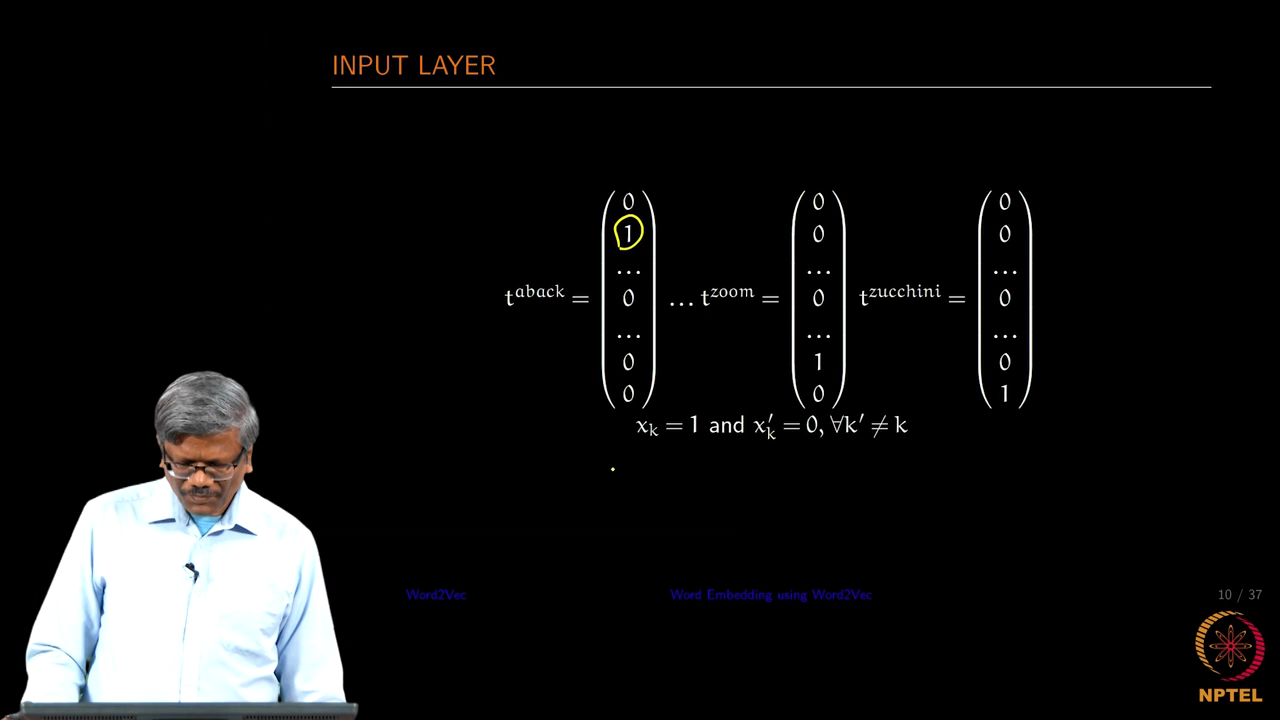 INPUT LAYER
t^aback = (0 1 ... 0 ... 0 0) ... t^zoom = (0 0 ... 0 ... 1 0) t^zucchini = (0 0 ... 0 ... 0 1)
x_k = 1 and x'_k = 0, ∀k' ≠ k
Word2Vec Word Embedding using Word2Vec 10 / 37
NPTEL